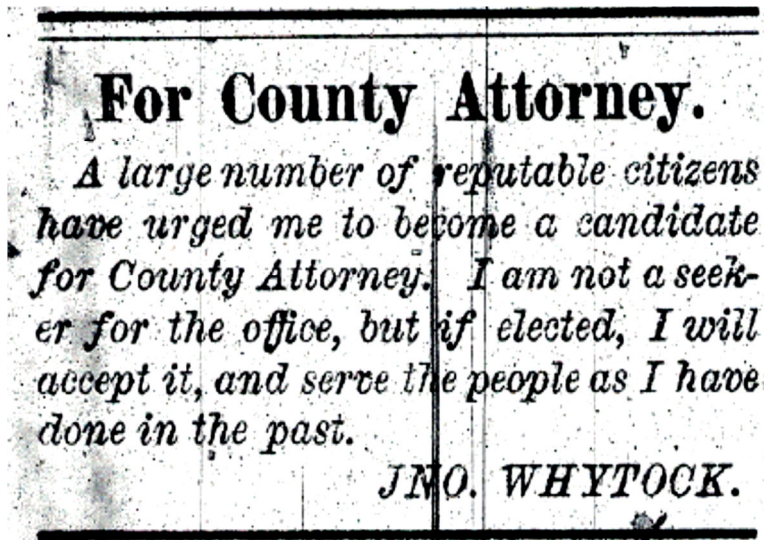 For County Attorney.
A large number of reputable citizens
have urged me to become a candidate
for County Attorney. I am not a seek-
er for the office, but if elected, I will
accept it, and serve the people as I have
done in the past.
JNO. WHYTOCK.